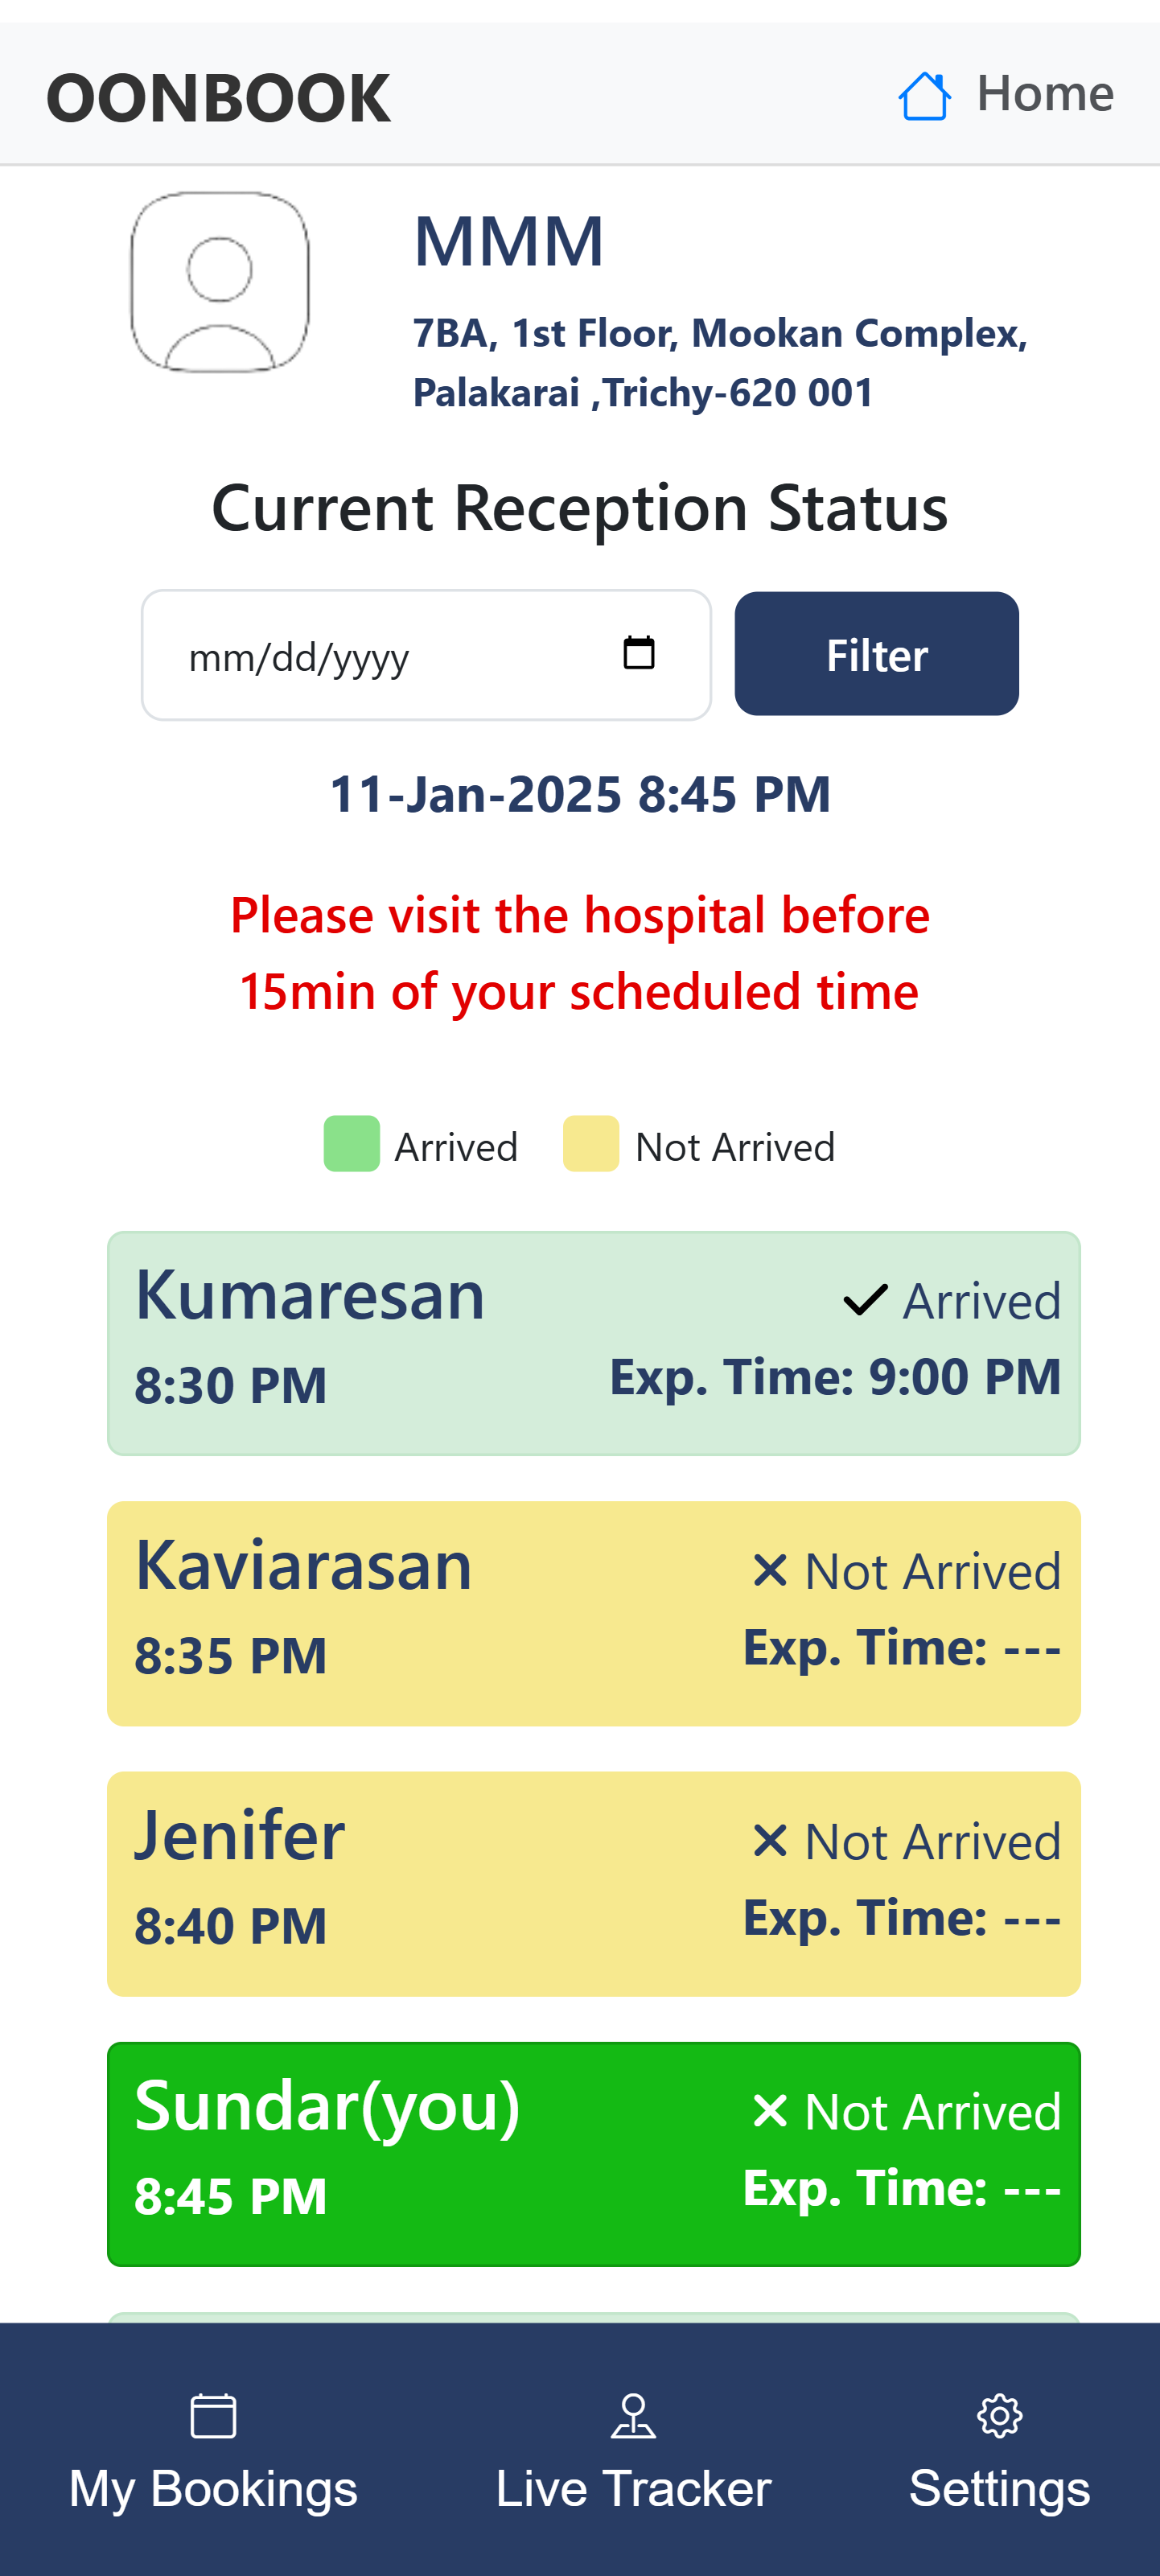 OONBOOK
Home
MMM
7BA, 1st Floor, Mookan Complex,
Palakarai ,Trichy-620 001
Current Reception Status
mm/dd/yyyy
Filter
11-Jan-2025 8:45 PM
Please visit the hospital before
15min of your scheduled time
Arrived
Not Arrived
Kumaresan
Arrived
8:30 PM
Exp. Time: 9:00 PM
Kaviarasan
Not Arrived
8:35 PM
Exp. Time: ---
Jenifer
Not Arrived
8:40 PM
Exp. Time: ---
Sundar(you)
Not Arrived
8:45 PM
Exp. Time: ---
My Bookings
Live Tracker
Settings